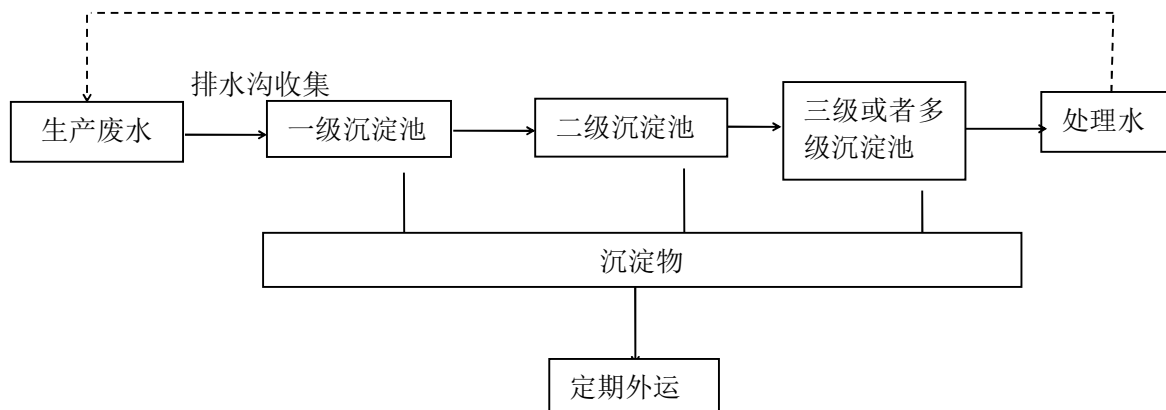 排水沟收集
生产废水
一级沉淀池
二级沉淀池
三级或者多
级沉淀池
处理水
沉淀物
定期外运